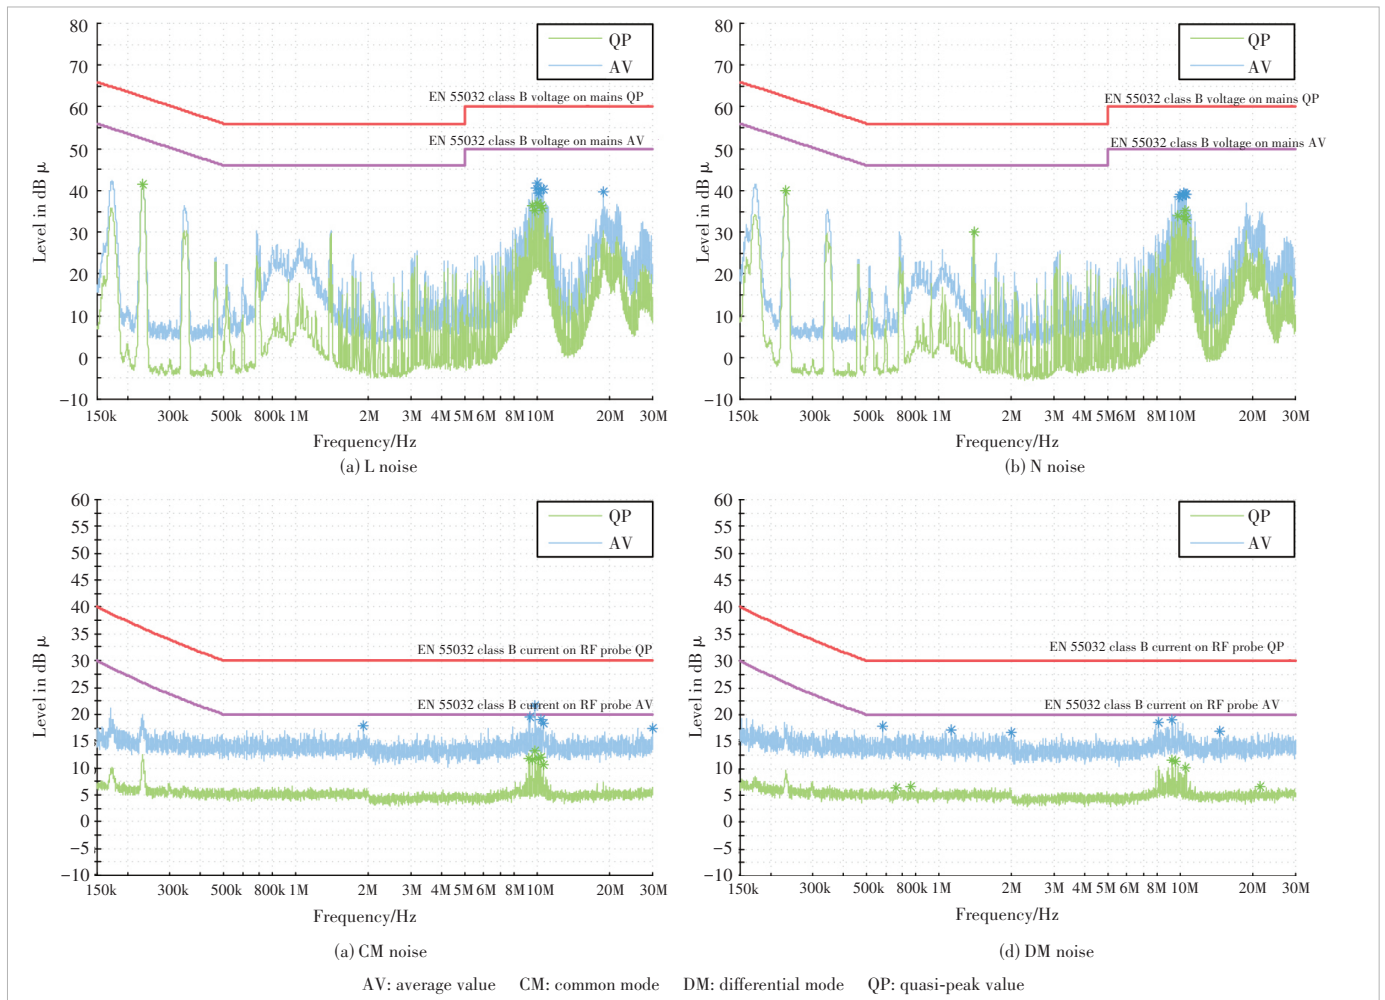 80
70
60
50
40
30
20
10
0
−10
Level in dB μ
QP
AV
EN 55032 class B voltage on mains QP
EN 55032 class B voltage on mains AV
150k 300k 500k 800k 1M 2M 3M 4M 5M 6M 8M 10M 20M 30M
Frequency/Hz
(a) L noise
80
70
60
50
40
30
20
10
0
−10
Level in dB μ
QP
AV
EN 55032 class B voltage on mains QP
EN 55032 class B voltage on mains AV
150k 300k 500k 800k 1M 2M 3M 4M 5M 6M 8M 10M 20M 30M
Frequency/Hz
(b) N noise
60
55
50
45
40
35
30
25
20
15
10
5
0
−5
−10
Level in dB μ
QP
AV
EN 55032 class B current on RF probe QP
EN 55032 class B current on RF probe AV
150k 300k 500k 800k 1M 2M 3M 4M 5M 6M 8M 10M 20M 30M
Frequency/Hz
(a) CM noise
60
55
50
45
40
35
30
25
20
15
10
5
0
−5
−10
Level in dB μ
QP
AV
EN 55032 class B current on RF probe QP
EN 55032 class B current on RF probe AV
150k 300k 500k 800k 1M 2M 3M 4M 5M 6M 8M 10M 20M 30M
Frequency/Hz
(d) DM noise
AV: average value CM: common mode DM: differential mode QP: quasi-peak value